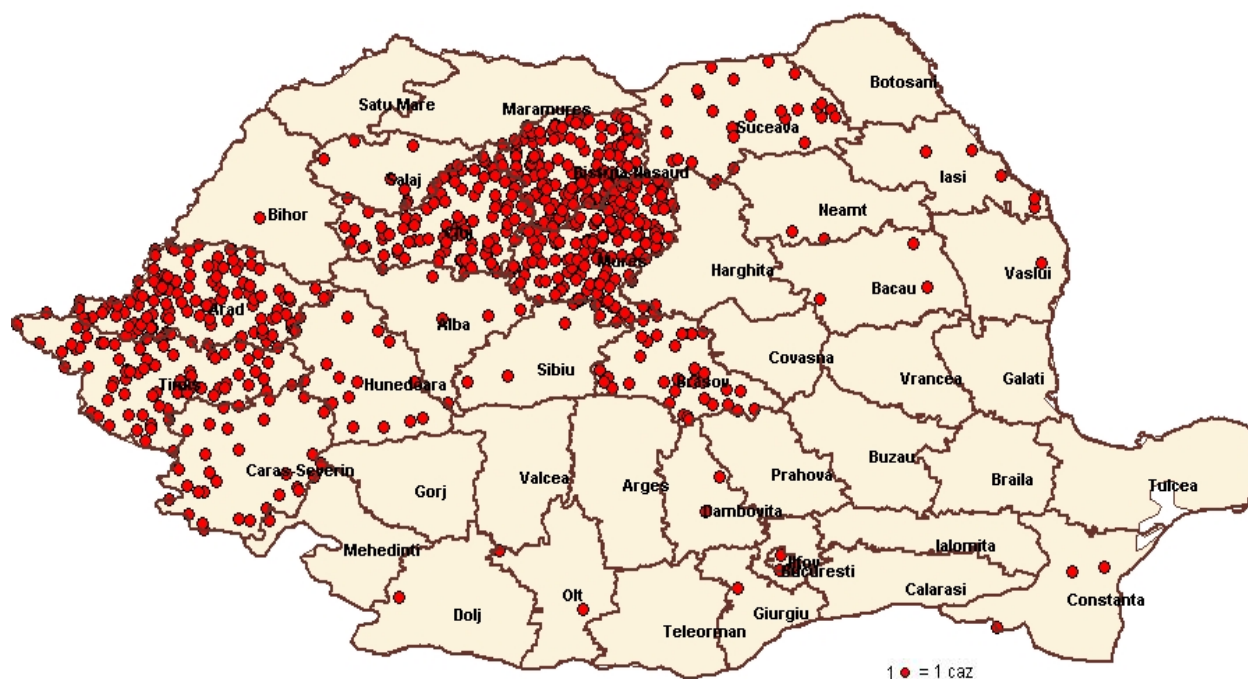 Botosani
Satu Mare
Maramures
Suceava
Bistrita-Nasaud
Salaj
Iasi
Bihor
Neamt
Cluj
Mures
Harghita
Vaslui
Bacau
Arad
Alba
Covasna
Sibiu
Vrancea
Galati
Timis
Hunedoara
Brasov
Caras-Severin
Valcea
Arges
Prahova
Buzau
Braila
Tulcea
Gorj
Dambovita
Mehedinti
Ialomita
Ilfov
Bucuresti
Calarasi
Constanta
Olt
Dolj
Giurgiu
Teleorman
1 = 1 caz